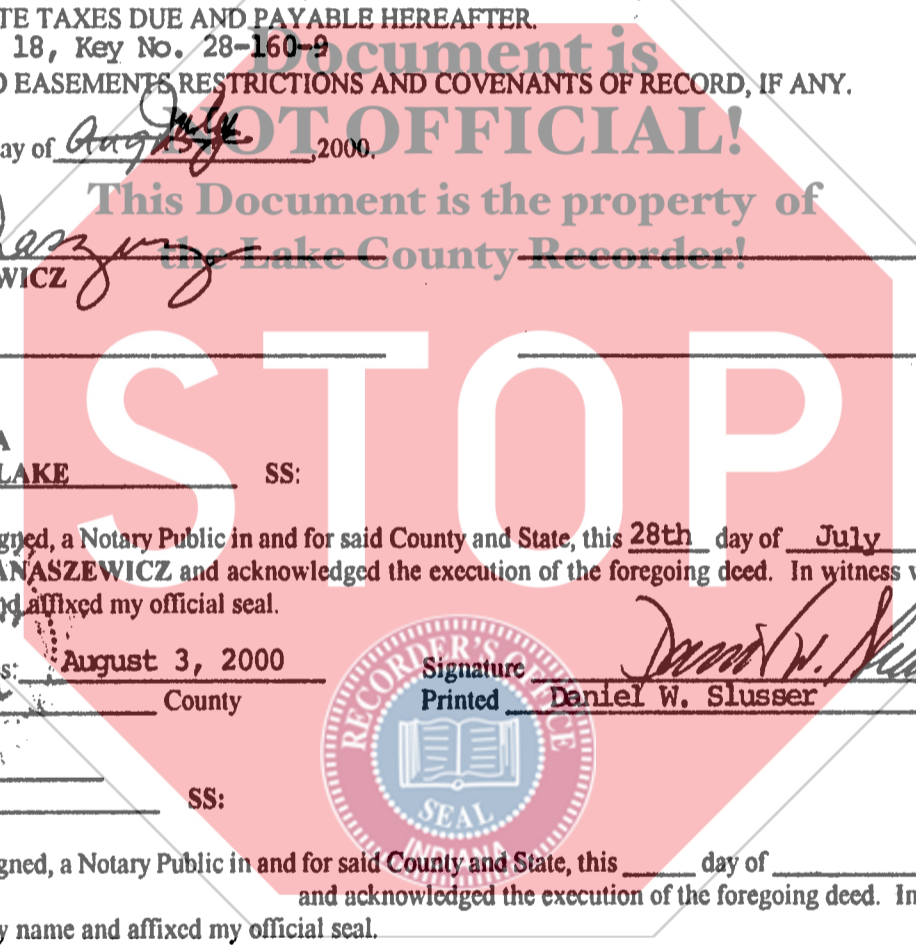 TE TAXES DUE AND PAYABLE HEREAFTER.
18, Key No. 28-160-9
Document is
O EASEMENTS RESTRICTIONS AND COVENANTS OF RECORD, IF ANY.
NOT OFFICIAL!
ay of August July ,2000.
This Document is the property of
the Lake County Recorder!
WICZ
STOP
A
LAKE SS:
gned, a Notary Public in and for said County and State, this 28th day of July
ANASZEWICZ and acknowledged the execution of the foregoing deed. In witness w
nd affixed my official seal.
s: August 3, 2000 Signature Daniel W. Slu
County Printed Daniel W. Slusser
RECORDER'S OFFICE
SEAL
INDIANA
SS:
gned, a Notary Public in and for said County and State, this day of
and acknowledged the execution of the foregoing deed. In
y name and affixed my official seal.